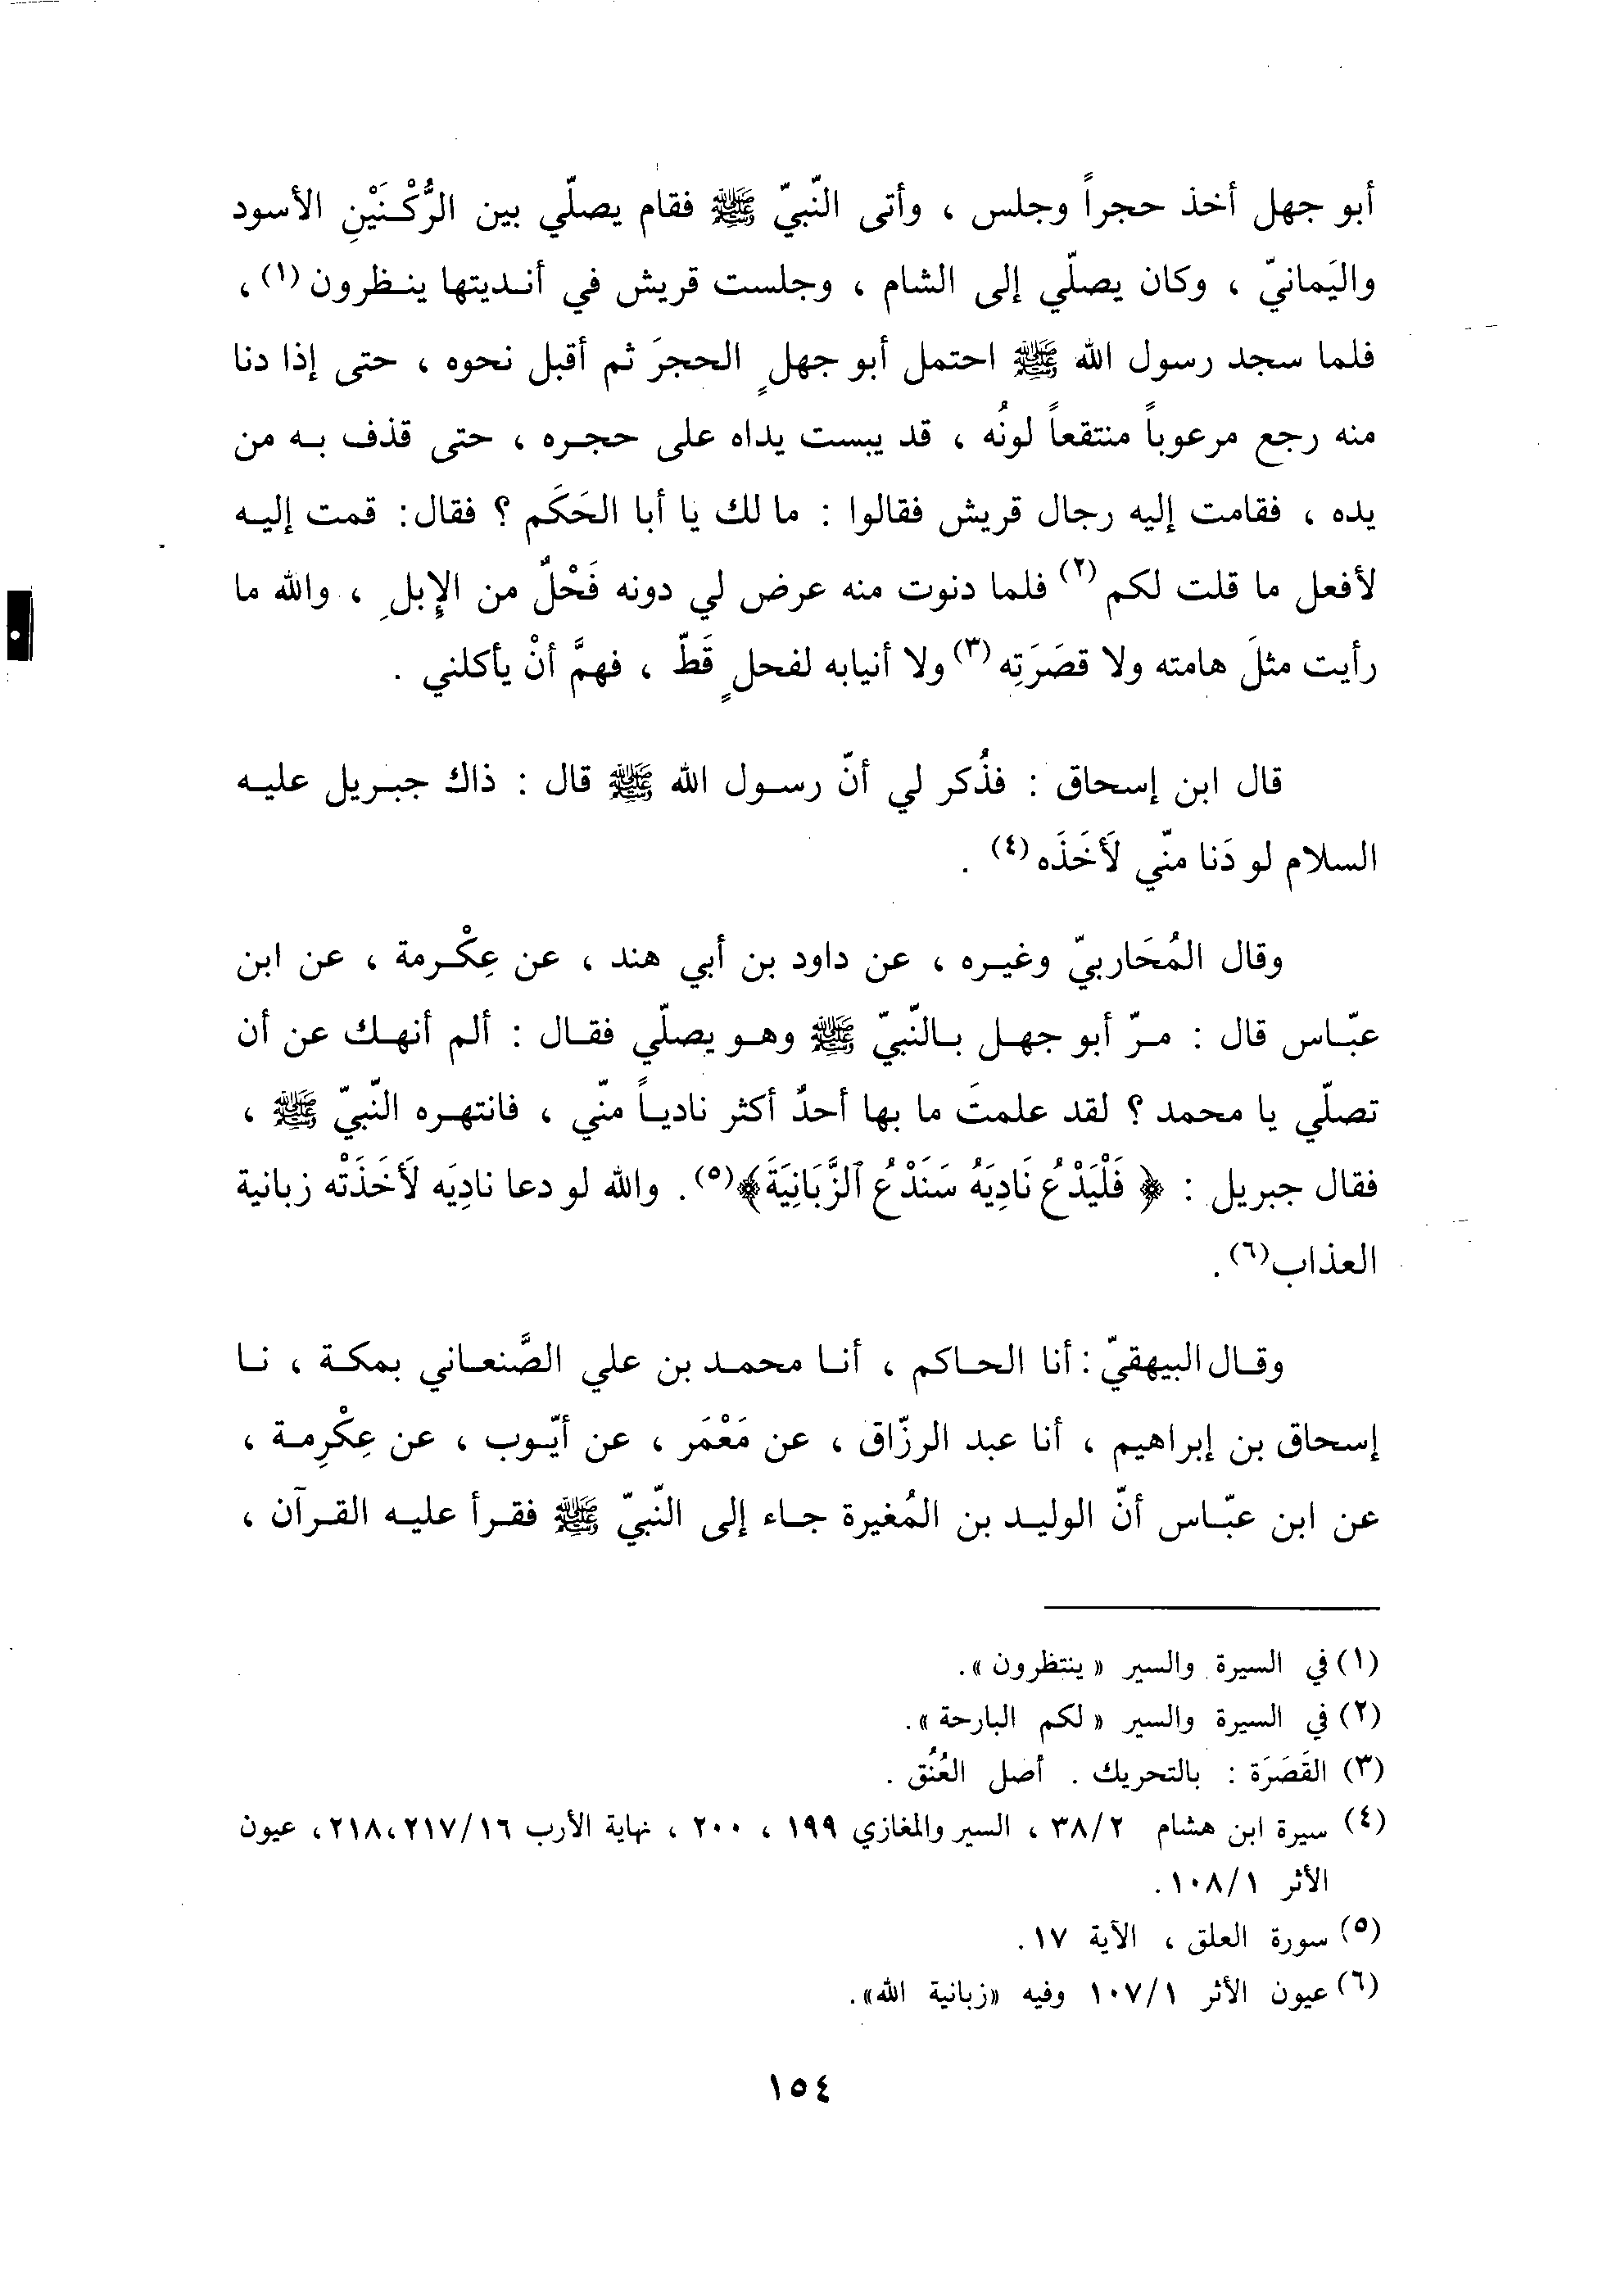 أبو جهل أخذ حجراً وجلس ، وأتى النّبيّ ﷺ فقام يصلّي بين الرُّكْنَيْنِ الأسود
واليَمانيّ ، وكان يصلّي إلى الشام ، وجلست قريش في أنديتها ينظرون (١) ،
فلما سجد رسول الله ﷺ احتمل أبو جهلٍ الحجرَ ثم أقبل نحوه ، حتى إذا دنا
منه رجع مرعوباً منتقعاً لونُه ، قد يبست يداه على حجره ، حتى قذف به من
يده ، فقامت إليه رجال قريش فقالوا : ما لك يا أبا الحَكَم ؟ فقال : قمت إليه
لأفعل ما قلت لكم (٢) فلما دنوت منه عرض لي دونه فَحْلٌ من الإِبلِ ، والله ما
رأيت مثلَ هامته ولا قصَرَتِه (٣) ولا أنيابه لفحلٍ قَطّ ، فهمَّ أنْ يأكلني .
قال ابن إسحاق : فذُكر لي أنّ رسول الله ﷺ قال : ذاك جبريل عليه
السلام لو دَنا منّي لَأَخَذَه (٤) .
وقال المُحَاربيّ وغيره ، عن داود بن أبي هند ، عن عِكْرمة ، عن ابن
عبّاس قال : مرّ أبو جهل بالنّبيّ ﷺ وهو يصلّي فقال : ألم أنهك عن أن
تصلّي يا محمد ؟ لقد علمتَ ما بها أحدٌ أكثر نادياً منّي ، فانتهره النّبيّ ﷺ ،
فقال جبريل : ﴿ فَلْيَدْعُ نَادِيَهُ سَنَدْعُ ٱلزَّبَانِيَةَ ﴾ (٥) . والله لو دعا نادِيَه لَأَخَذَتْه زبانية
العذاب (٦) .
وقال البيهقيّ : أنا الحاكم ، أنا محمد بن علي الصَّنعاني بمكة ، نا
إسحاق بن إبراهيم ، أنا عبد الرزّاق ، عن مَعْمَر ، عن أيّوب ، عن عِكْرِمة ،
عن ابن عبّاس أنّ الوليد بن المُغيرة جاء إلى النّبيّ ﷺ فقرأ عليه القرآن ،
(١) في السيرة والسير « ينتظرون ».
(٢) في السيرة والسير « لكم البارحة ».
(٣) القَصَرَة : بالتحريك . أصل العُنُق .
(٤) سيرة ابن هشام ٣٨/٢ ، السير والمغازي ١٩٩ ، ٢٠٠ ، نهاية الأرب ٢١٧/١٦، ٢١٨ ، عيون
الأثر ١٠٨/١ .
(٥) سورة العلق ، الآية ١٧ .
(٦) عيون الأثر ١٠٧/١ وفيه «زبانية الله».
١٥٤